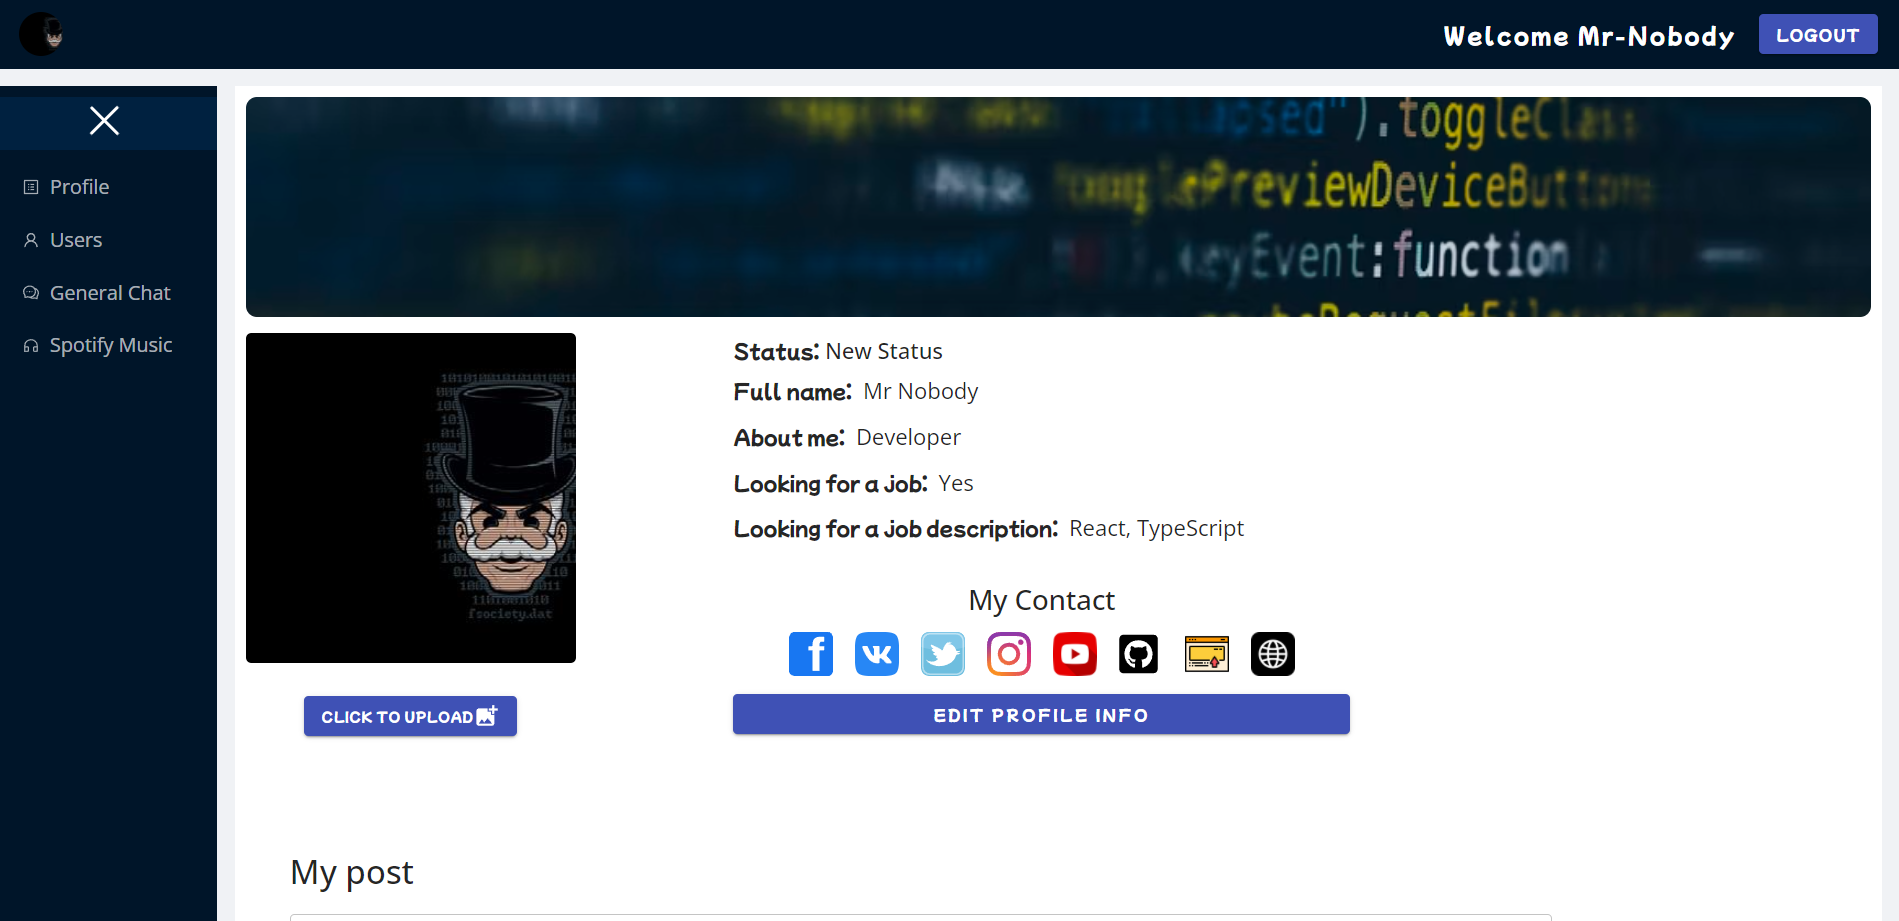 Welcome Mr-Nobody
LOGOUT
Profile
Users
General Chat
Spotify Music
").toggleClass
PreviewDeviceButtons
keyEvent:function
Status: New Status
Full name: Mr Nobody
About me: Developer
Looking for a Job: Yes
Looking for a Job description: React, TypeScript
fsociety.dat
My Contact
CLICK TO UPLOAD
EDIT PROFILE INFO
My post